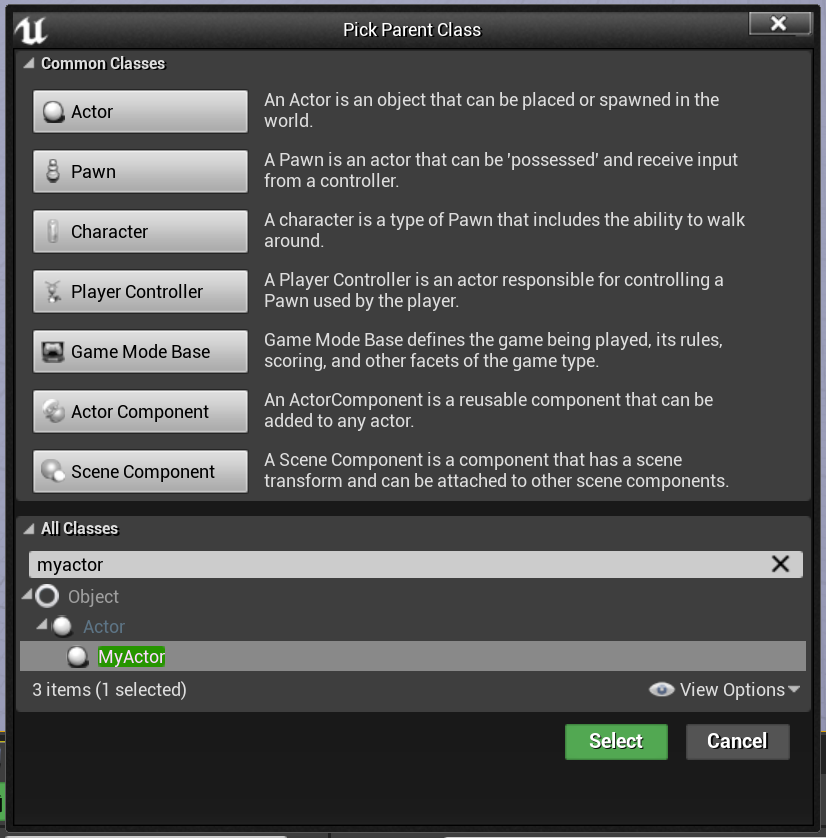 Pick Parent Class
Common Classes
Actor
An Actor is an object that can be placed or spawned in the
world.
Pawn
A Pawn is an actor that can be 'possessed' and receive input
from a controller.
Character
A character is a type of Pawn that includes the ability to walk
around.
Player Controller
A Player Controller is an actor responsible for controlling a
Pawn used by the player.
Game Mode Base
Game Mode Base defines the game being played, its rules,
scoring, and other facets of the game type.
Actor Component
An ActorComponent is a reusable component that can be
added to any actor.
Scene Component
A Scene Component is a component that has a scene
transform and can be attached to other scene components.
All Classes
myactor
Object
Actor
MyActor
3 items (1 selected)
View Options
Select
Cancel